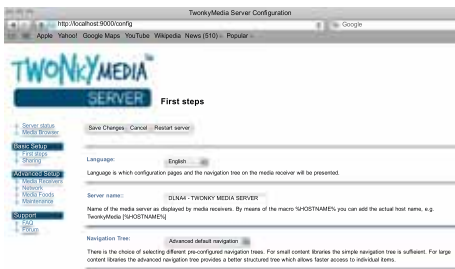 TwonkyMedia Server Configuration
http://localhost:9000/config
Google
Apple Yahoo! Google Maps YouTube Wikipedia News (510) Popular
TWONKYMEDIA
SERVER
First steps
Server status
Media Browser
Basic Setup
First steps
Sharing
Advanced Setup
Media Receivers
Network
Media Feeds
Maintenance
Support
FAQ
Forum
Save Changes Cancel Restart server
Language:
English
Language is which configuration pages and the navigation tree on the media receiver will be presented.
Server name::
DLNA4 - TWONKY MEDIA SERVER
Name of the media server as displayed by media receivers. By means of the macro %HOSTNAME% you can add the actual host name, e.g.
TwonkyMedia [%HOSTNAME%]
Navigation Tree:
Advanced default navigation
There is the choice of selecting different pre-configured navigation trees. For small content libraries the simple navigation tree is suffieient. For large
content libraries the advanced navigation tree provides a better structured tree which allows faster access to individual items.